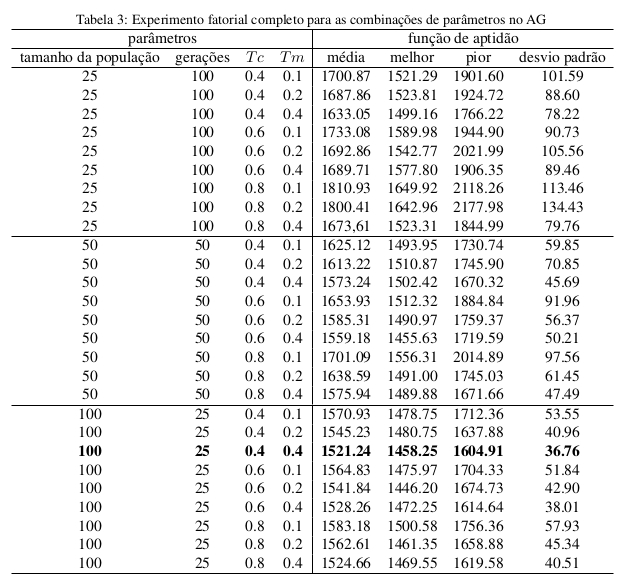 Tabela 3: Experimento fatorial completo para as combinações de parâmetros no AG
parâmetros função de aptidão
tamanho da população gerações Tc Tm média melhor pior desvio padrão
25 100 0.4 0.1 1700.87 1521.29 1901.60 101.59
25 100 0.4 0.2 1687.86 1523.81 1924.72 88.60
25 100 0.4 0.4 1633.05 1499.16 1766.22 78.22
25 100 0.6 0.1 1733.08 1589.98 1944.90 90.73
25 100 0.6 0.2 1692.86 1542.77 2021.99 105.56
25 100 0.6 0.4 1689.71 1577.80 1906.35 89.46
25 100 0.8 0.1 1810.93 1649.92 2118.26 113.46
25 100 0.8 0.2 1800.41 1642.96 2177.98 134.43
25 100 0.8 0.4 1673,61 1523.31 1844.99 79.76
50 50 0.4 0.1 1625.12 1493.95 1730.74 59.85
50 50 0.4 0.2 1613.22 1510.87 1745.90 70.85
50 50 0.4 0.4 1573.24 1502.42 1670.32 45.69
50 50 0.6 0.1 1653.93 1512.32 1884.84 91.96
50 50 0.6 0.2 1585.31 1490.97 1759.37 56.37
50 50 0.6 0.4 1559.18 1455.63 1719.59 50.21
50 50 0.8 0.1 1701.09 1556.31 2014.89 97.56
50 50 0.8 0.2 1638.59 1491.00 1745.03 61.45
50 50 0.8 0.4 1575.94 1489.88 1671.66 47.49
100 25 0.4 0.1 1570.93 1478.75 1712.36 53.55
100 25 0.4 0.2 1545.23 1480.75 1637.88 40.96
100 25 0.4 0.4 1521.24 1458.25 1604.91 36.76
100 25 0.6 0.1 1564.83 1475.97 1704.33 51.84
100 25 0.6 0.2 1541.84 1446.20 1674.73 42.90
100 25 0.6 0.4 1528.26 1472.25 1614.64 38.01
100 25 0.8 0.1 1583.18 1500.58 1756.36 57.93
100 25 0.8 0.2 1562.61 1461.35 1658.88 45.34
100 25 0.8 0.4 1524.66 1469.55 1619.58 40.51